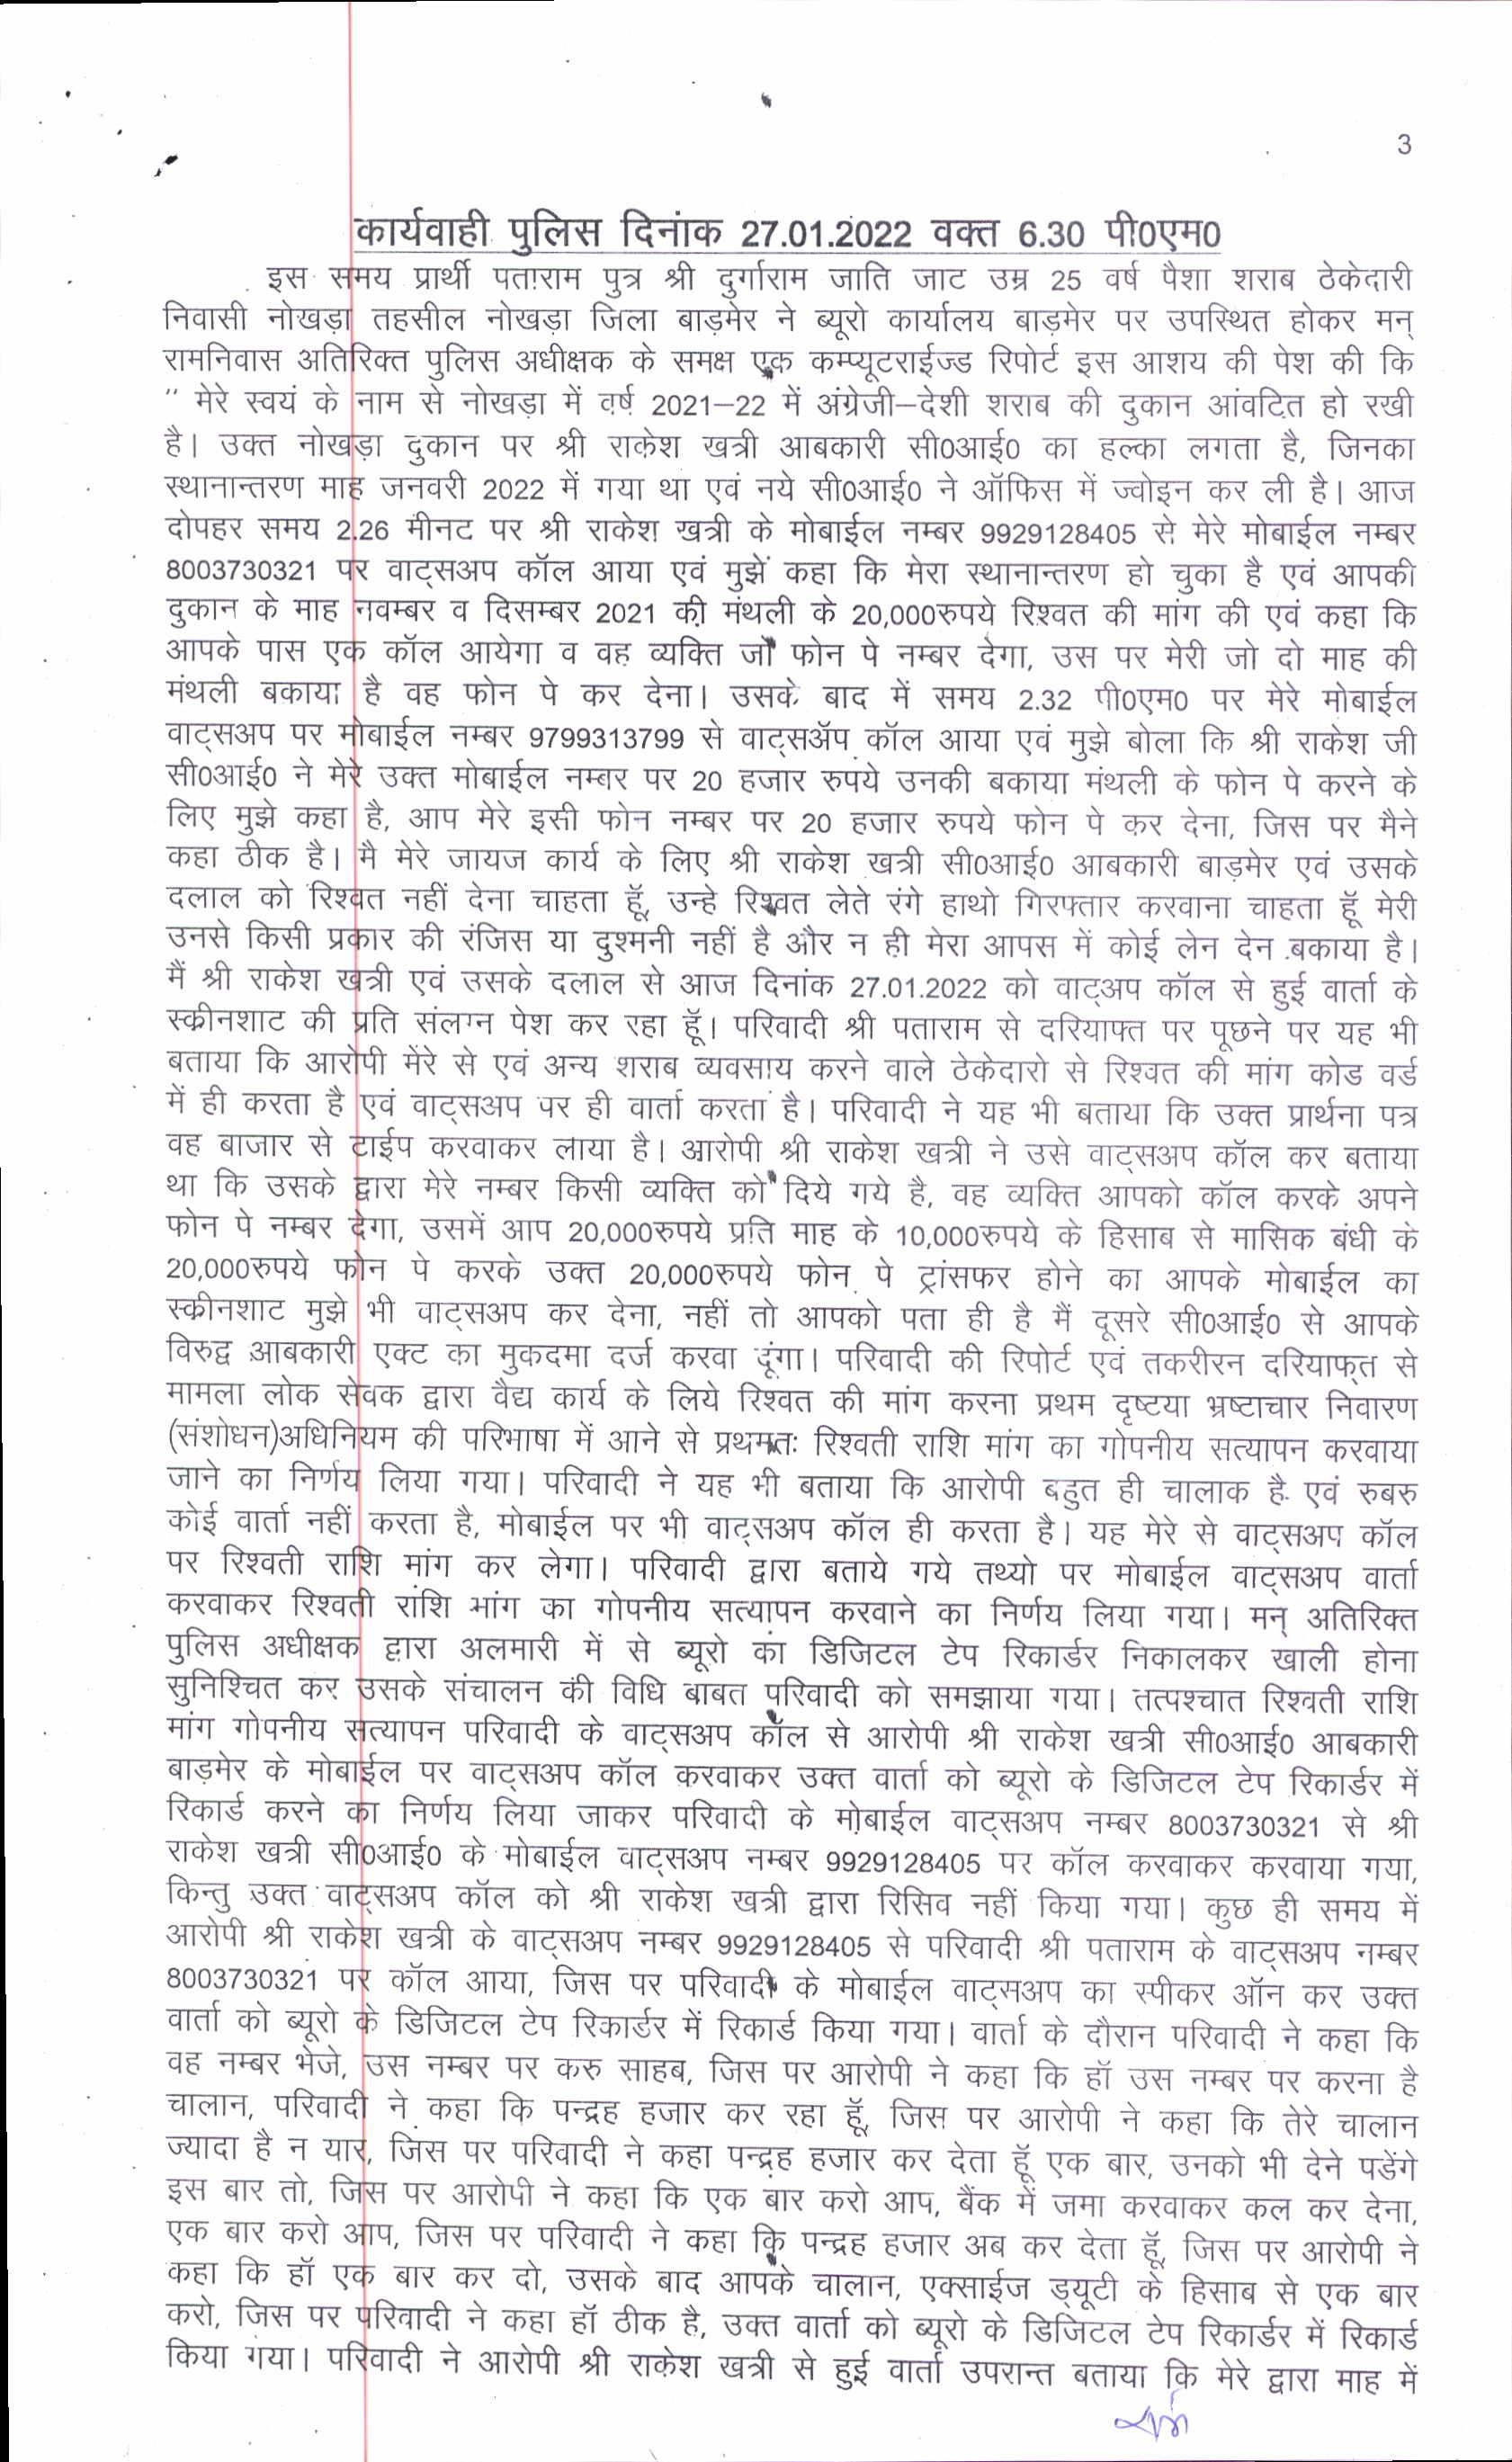 3
कार्यवाही पुलिस दिनांक 27.01.2022 वक्त 6.30 पी0एम0
इस समय प्रार्थी पताराम पुत्र श्री दुर्गाराम जाति जाट उम्र 25 वर्ष पैशा शराब ठेकेदारी
निवासी नोखड़ा तहसील नोखड़ा जिला बाड़मेर ने ब्यूरो कार्यालय बाड़मेर पर उपस्थित होकर मन्
रामनिवास अतिरिक्त पुलिस अधीक्षक के समक्ष एक कम्प्यूटराईज्ड रिपोर्ट इस आशय की पेश की कि
" मेरे स्वयं के नाम से नोखड़ा में वर्ष 2021–22 में अंग्रेजी–देशी शराब की दुकान आंवटित हो रखी
है। उक्त नोखड़ा दुकान पर श्री राकेश खत्री आबकारी सी0आई0 का हल्का लगता है, जिनका
स्थानान्तरण माह जनवरी 2022 में गया था एवं नये सी0आई0 ने ऑफिस में ज्वोइन कर ली है। आज
दोपहर समय 2.26 मीनट पर श्री राकेश खत्री के मोबाईल नम्बर 9929128405 से मेरे मोबाईल नम्बर
8003730321 पर वाट्सअप कॉल आया एवं मुझें कहा कि मेरा स्थानान्तरण हो चुका है एवं आपकी
दुकान के माह नवम्बर व दिसम्बर 2021 की मंथली के 20,000रुपये रिश्वत की मांग की एवं कहा कि
आपके पास एक कॉल आयेगा व वह व्यक्ति जो फोन पे नम्बर देगा, उस पर मेरी जो दो माह की
मंथली बकाया है वह फोन पे कर देना। उसके बाद में समय 2.32 पी0एम0 पर मेरे मोबाईल
वाट्सअप पर मोबाईल नम्बर 9799313799 से वाट्सॲप कॉल आया एवं मुझे बोला कि श्री राकेश जी
सी0आई0 ने मेरे उक्त मोबाईल नम्बर पर 20 हजार रुपये उनकी बकाया मंथली के फोन पे करने के
लिए मुझे कहा है, आप मेरे इसी फोन नम्बर पर 20 हजार रुपये फोन पे कर देना, जिस पर मैने
कहा ठीक है। मै मेरे जायज कार्य के लिए श्री राकेश खत्री सी0आई0 आबकारी बाड़मेर एवं उसके
दलाल को रिश्वत नहीं देना चाहता हूँ, उन्हे रिश्वत लेते रंगे हाथो गिरफ्तार करवाना चाहता हूँ मेरी
उनसे किसी प्रकार की रंजिस या दुश्मनी नहीं है और न ही मेरा आपस में कोई लेन देन बकाया है।
मैं श्री राकेश खत्री एवं उसके दलाल से आज दिनांक 27.01.2022 को वाट्अप कॉल से हुई वार्ता के
स्क्रीनशाट की प्रति संलग्न पेश कर रहा हूँ। परिवादी श्री पताराम से दरियाफ्त पर पूछने पर यह भी
बताया कि आरोपी मेंरे से एवं अन्य शराब व्यवसाय करने वाले ठेकेदारो से रिश्वत की मांग कोड वर्ड
में ही करता है एवं वाट्सअप पर ही वार्ता करता है। परिवादी ने यह भी बताया कि उक्त प्रार्थना पत्र
वह बाजार से टाईप करवाकर लाया है। आरोपी श्री राकेश खत्री ने उसे वाट्सअप कॉल कर बताया
था कि उसके द्वारा मेरे नम्बर किसी व्यक्ति को दिये गये है, वह व्यक्ति आपको कॉल करके अपने
फोन पे नम्बर देगा, उसमें आप 20,000रुपये प्रति माह के 10,000रुपये के हिसाब से मासिक बंधी के
20,000रुपये फोन पे करके उक्त 20,000रुपये फोन पे ट्रांसफर होने का आपके मोबाईल का
स्क्रीनशाट मुझे भी वाट्सअप कर देना, नहीं तो आपको पता ही है मैं दूसरे सी0आई0 से आपके
विरुद्व आबकारी एक्ट का मुकदमा दर्ज करवा दूंगा। परिवादी की रिपोर्ट एवं तकरीरन दरियाफ्त से
मामला लोक सेवक द्वारा वैद्य कार्य के लिये रिश्वत की मांग करना प्रथम दृष्टया भ्रष्टाचार निवारण
(संशोधन)अधिनियम की परिभाषा में आने से प्रथमतः रिश्वती राशि मांग का गोपनीय सत्यापन करवाया
जाने का निर्णय लिया गया। परिवादी ने यह भी बताया कि आरोपी बहुत ही चालाक है एवं रुबरु
कोई वार्ता नहीं करता है, मोबाईल पर भी वाट्सअप कॉल ही करता है। यह मेरे से वाट्सअप कॉल
पर रिश्वती राशि मांग कर लेगा। परिवादी द्वारा बताये गये तथ्यो पर मोबाईल वाट्सअप वार्ता
करवाकर रिश्वती रांशि मांग का गोपनीय सत्यापन करवाने का निर्णय लिया गया। मन् अतिरिक्त
पुलिस अधीक्षक द्वारा अलमारी में से ब्यूरो का डिजिटल टेप रिकार्डर निकालकर खाली होना
सुनिश्चित कर उसके संचालन की विधि बाबत परिवादी को समझाया गया। तत्पश्चात रिश्वती राशि
मांग गोपनीय सत्यापन परिवादी के वाट्सअप कॉल से आरोपी श्री राकेश खत्री सी0आई0 आबकारी
बाड़मेर के मोबाईल पर वाट्सअप कॉल करवाकर उक्त वार्ता को ब्यूरो के डिजिटल टेप रिकार्डर में
रिकार्ड करने का निर्णय लिया जाकर परिवादी के मोबाईल वाट्सअप नम्बर 8003730321 से श्री
राकेश खत्री सी0आई0 के मोबाईल वाट्सअप नम्बर 9929128405 पर कॉल करवाकर करवाया गया,
किन्तु उक्त वाट्सअप कॉल को श्री राकेश खत्री द्वारा रिसिव नहीं किया गया। कुछ ही समय में
आरोपी श्री राकेश खत्री के वाट्सअप नम्बर 9929128405 से परिवादी श्री पताराम के वाट्सअप नम्बर
8003730321 पर कॉल आया, जिस पर परिवादी के मोबाईल वाट्सअप का स्पीकर ऑन कर उक्त
वार्ता को ब्यूरो के डिजिटल टेप रिकार्डर में रिकार्ड किया गया। वार्ता के दौरान परिवादी ने कहा कि
वह नम्बर भेजे, उस नम्बर पर करु साहब, जिस पर आरोपी ने कहा कि हॉ उस नम्बर पर करना है
चालान, परिवादी ने कहा कि पन्द्रह हजार कर रहा हूँ, जिस पर आरोपी ने कहा कि तेरे चालान
ज्यादा है न यार, जिस पर परिवादी ने कहा पन्द्रह हजार कर देता हूँ एक बार, उनको भी देने पडेंगे
इस बार तो, जिस पर आरोपी ने कहा कि एक बार करो आप, बैंक में जमा करवाकर कल कर देना,
एक बार करो आप, जिस पर परिवादी ने कहा कि पन्द्रह हजार अब कर देता हूँ, जिस पर आरोपी ने
कहा कि हॉ एक बार कर दो, उसके बाद आपके चालान, एक्साईज ड्यूटी के हिसाब से एक बार
करो, जिस पर परिवादी ने कहा हॉ ठीक है, उक्त वार्ता को ब्यूरो के डिजिटल टेप रिकार्डर में रिकार्ड
किया गया। परिवादी ने आरोपी श्री राकेश खत्री से हुई वार्ता उपरान्त बताया कि मेरे द्वारा माह में